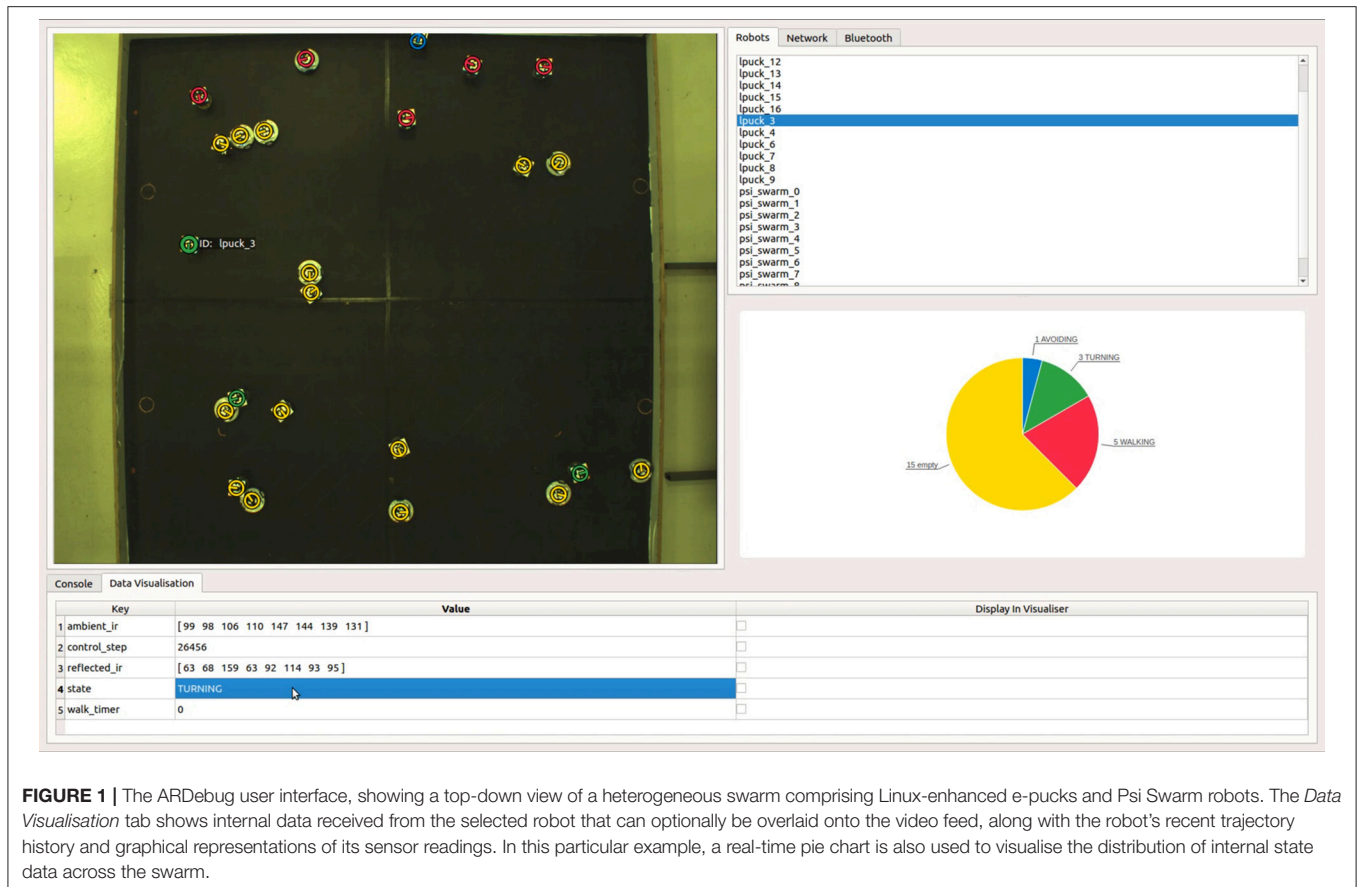 Robots Network Bluetooth
lpuck_12
lpuck_13
lpuck_14
lpuck_15
lpuck_16
lpuck_3
lpuck_4
lpuck_6
lpuck_7
lpuck_8
lpuck_9
psi_swarm_0
psi_swarm_1
psi_swarm_2
psi_swarm_3
psi_swarm_4
psi_swarm_5
psi_swarm_6
psi_swarm_7
psi_swarm_8
ID: lpuck_3
1 AVOIDING
3 TURNING
5 WALKING
15 empty
Console Data Visualisation
Key Value Display In Visualiser
1 ambient_ir [99 98 106 110 147 144 139 131]
2 control_step 26456
3 reflected_ir [63 68 159 63 92 114 93 95]
4 state TURNING
5 walk_timer 0
FIGURE 1 | The ARDebug user interface, showing a top-down view of a heterogeneous swarm comprising Linux-enhanced e-pucks and Psi Swarm robots. The Data
Visualisation tab shows internal data received from the selected robot that can optionally be overlaid onto the video feed, along with the robot's recent trajectory
history and graphical representations of its sensor readings. In this particular example, a real-time pie chart is also used to visualise the distribution of internal state
data across the swarm.